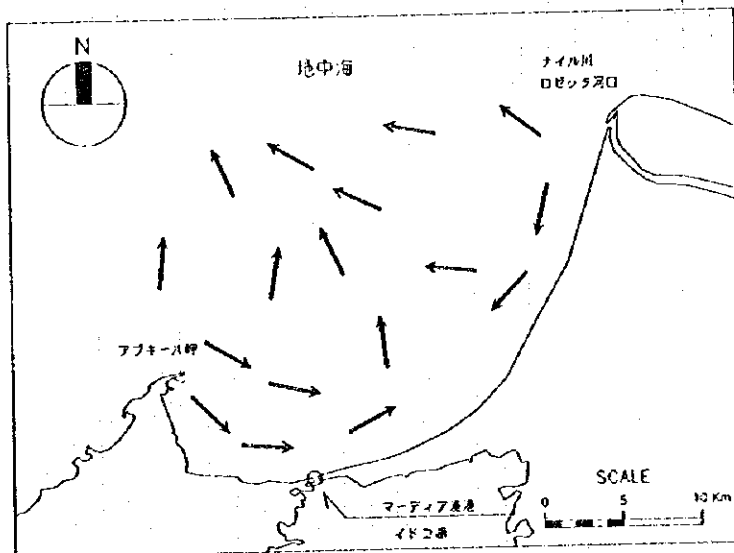 N
地中海
ナイル川
ロゼッタ河口
アブキール岬
マーディア漁港
イドコ湖
SCALE
0 5 10 Km